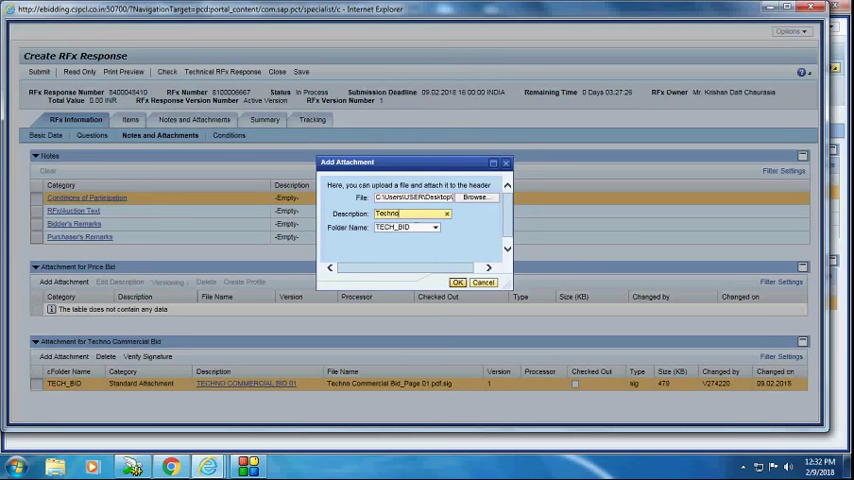 http://ebidding.cspcl.co.in:50700/?NavigationTarget=pcd:portal_content/com.sap.pct/specialist/c - Internet Explorer
Options
Create RFx Response
Submit Read Only Print Preview Check Technical RFx Response Close Save
RFx Response Number 8400048410 RFx Number 8100006667 Status In Process Submission Deadline 09.02.2018 16:00:00 INDIA Remaining Time 0 Days 03:27:26 RFx Owner Mr. Krishan Datt Chaurasia
Total Value 0.00 INR RFx Response Version Number Active Version RFx Version Number 1
RFx Information Items Notes and Attachments Summary Tracking
Basic Data Questions Notes and Attachments Conditions
Notes
Clear Filter Settings
Category Description
Conditions of Participation -Empty-
RFx/Auction Text -Empty-
Bidder's Remarks -Empty-
Purchaser's Remarks -Empty-
Add Attachment
Here, you can upload a file and attach it to the header
File: C:\Users\USER\Desktop\ Browse...
Description: Techno
Folder Name: TECH_BID
OK Cancel
Attachment for Price Bid
Add Attachment Edit Description Versioning Delete Create Profile Filter Settings
Category Description File Name Version Processor Checked Out Type Size (KB) Changed by Changed on
The table does not contain any data
Attachment for Techno Commercial Bid
Add Attachment Delete Verify Signature Filter Settings
cFolder Name Category Description File Name Version Processor Checked Out Type Size (KB) Changed by Changed on
TECH_BID Standard Attachment TECHNO COMMERCIAL BID 01 Techno Commercial Bid_Page 01.pdf.sig 1 sig 479 V274220 09.02.2018
12:32 PM
2/9/2018